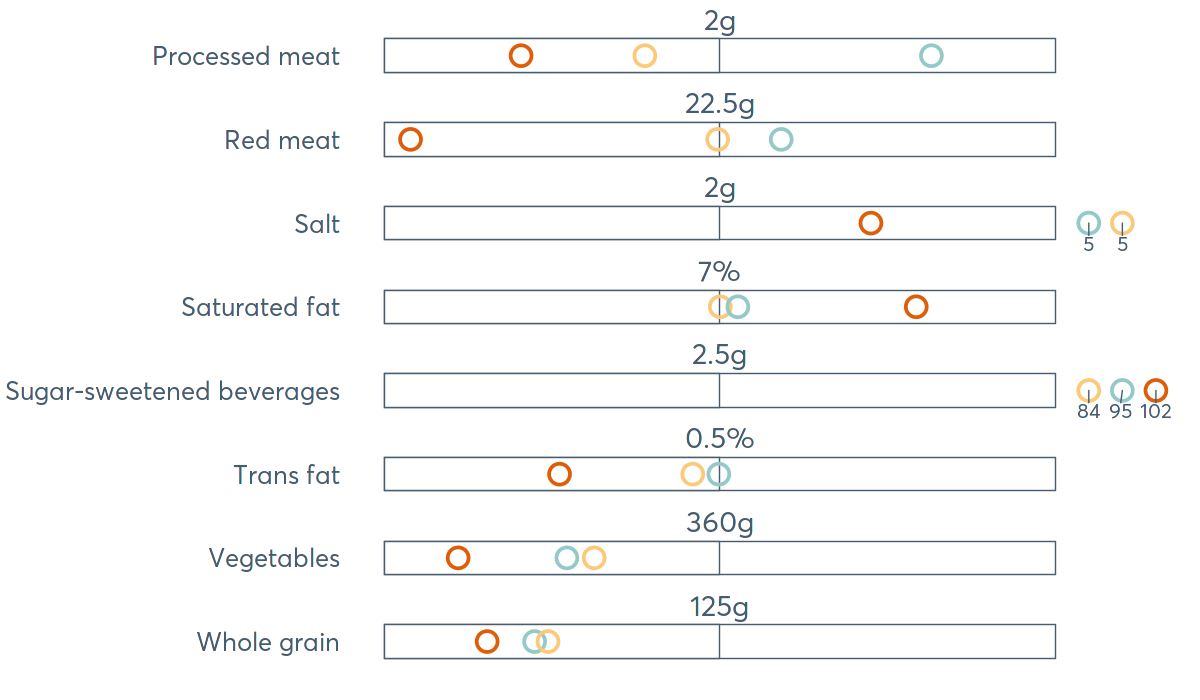 2g
Processed meat
22.5g
Red meat
2g
Salt
5 5
7%
Saturated fat
2.5g
Sugar-sweetened beverages
84 95 102
0.5%
Trans fat
360g
Vegetables
125g
Whole grain